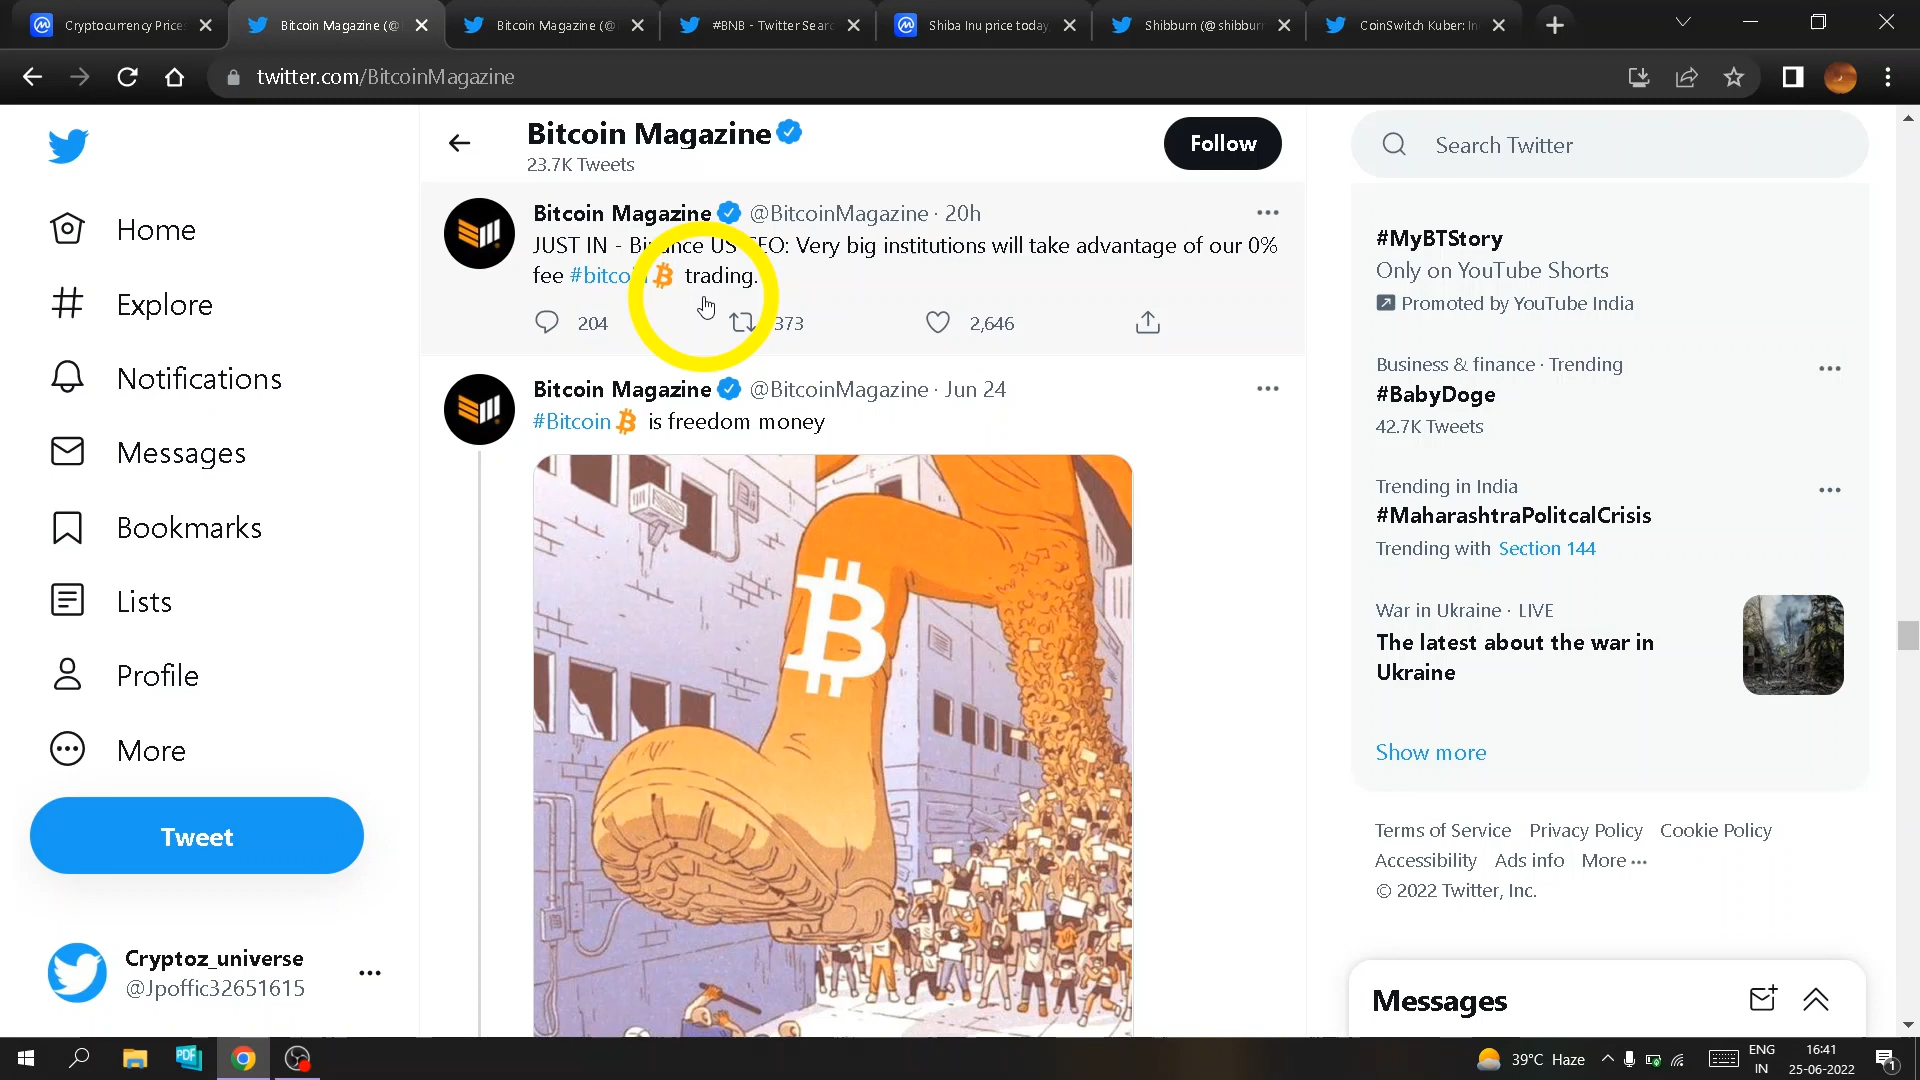 Cryptocurrency Prices
Bitcoin Magazine (@
Bitcoin Magazine (@
#BNB - Twitter Searc
Shiba Inu price today,
Shibburn (@shibburn
CoinSwitch Kuber: In
twitter.com/BitcoinMagazine
Home
Explore
Notifications
Messages
Bookmarks
Lists
Profile
More
Tweet
Cryptoz_universe
@Jpoffic32651615
Bitcoin Magazine
23.7K Tweets
Follow
Bitcoin Magazine @BitcoinMagazine · 20h
JUST IN - Binance US CEO: Very big institutions will take advantage of our 0%
fee #bitcoin trading.
204
373
2,646
Bitcoin Magazine @BitcoinMagazine · Jun 24
#Bitcoin is freedom money
Search Twitter
#MyBTStory
Only on YouTube Shorts
Promoted by YouTube India
Business & finance · Trending
#BabyDoge
42.7K Tweets
Trending in India
#MaharashtraPolitcalCrisis
Trending with Section 144
War in Ukraine · LIVE
The latest about the war in
Ukraine
Show more
Terms of Service Privacy Policy Cookie Policy
Accessibility Ads info More
© 2022 Twitter, Inc.
Messages
PDF
39°C Haze
ENG
IN
16:41
25-06-2022
1